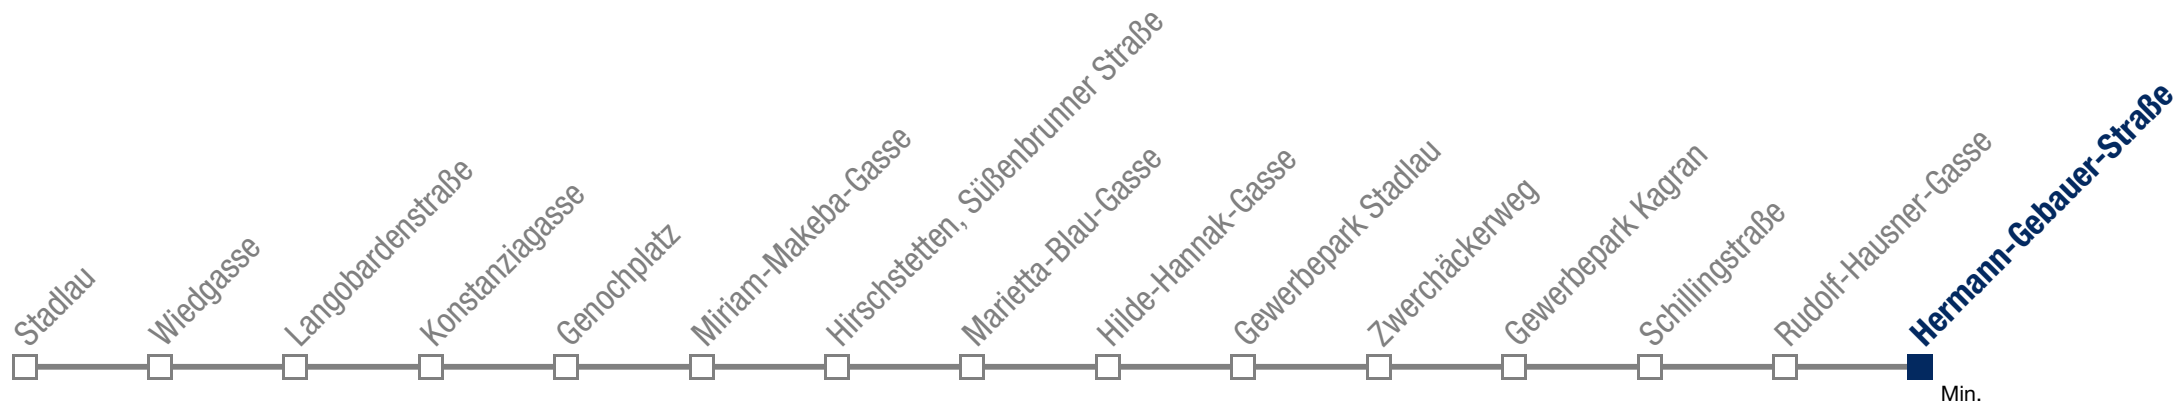 Stadlau
Wiedgasse
Langobardenstraße
Konstanziagasse
Genochplatz
Miriam-Makeba-Gasse
Hirschstetten, Süßenbrunner Straße
Marietta-Blau-Gasse
Hilde-Hannak-Gasse
Gewerbepark Stadlau
Zwerchäckerweg
Gewerbepark Kagran
Schillingstraße
Rudolf-Hausner-Gasse
Hermann-Gebauer-Straße
Min.